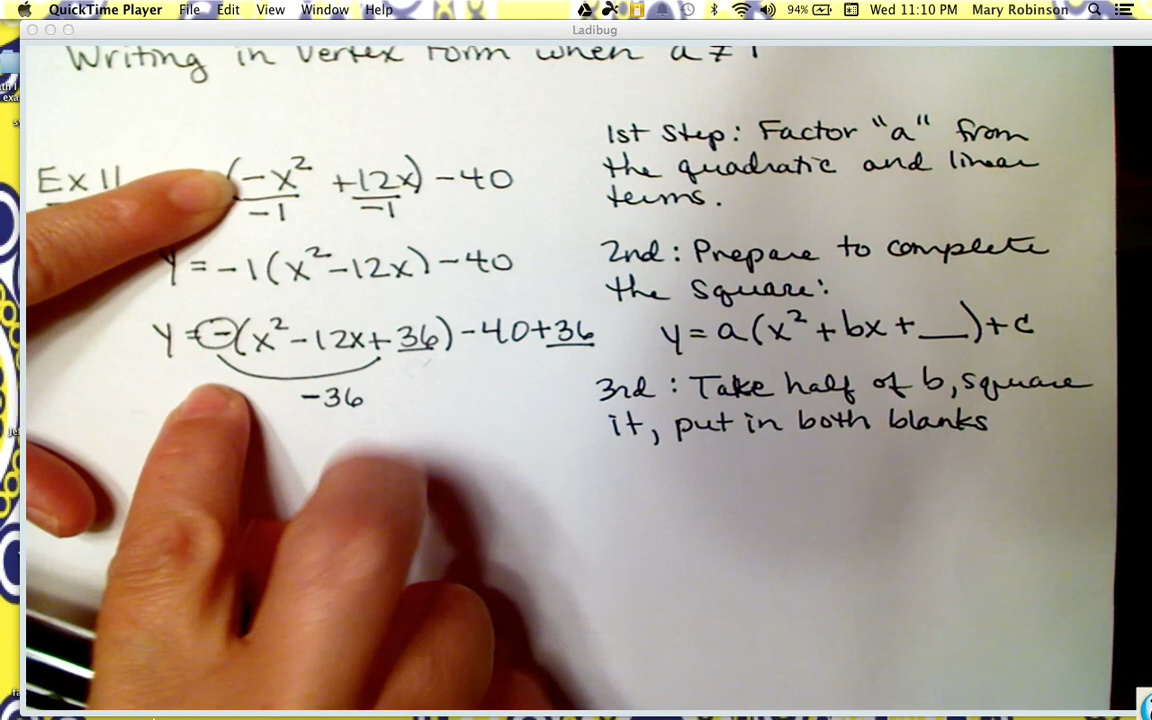 QuickTime Player File Edit View Window Help 94% Wed 11:10 PM Mary Robinson
Ladibug
Writing in vertex form when a ≠ 1
Ex 11 (-x² +12x) -40
-1 -1
y = -1(x² -12x) -40
y = -(x² -12x + 36) -40 +36
-36
1st Step: Factor "a" from
the quadratic and linear
terms.
2nd: Prepare to complete
the square:
y = a(x² + bx + __) + c
3rd: Take half of b, square
it, put in both blanks